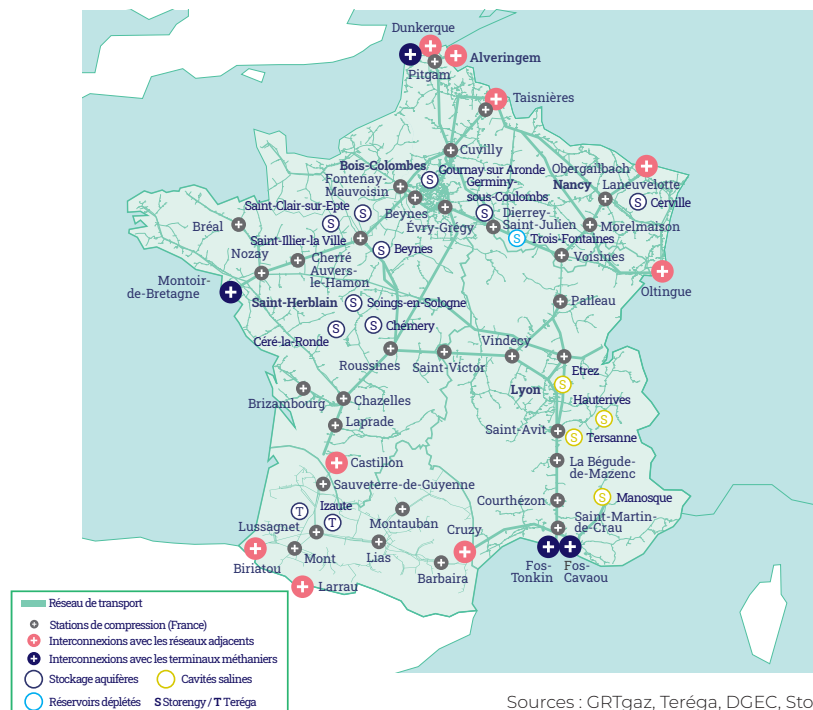 Dunkerque
Alveringem
Pitgam
Taisnières
Cuvilly
Bois-Colombes
Gournay sur Aronde
Obergailbach
Fontenay-
Mauvoisin
Germiny-
sous-Coulombs
Nancy
Laneuvelotte
Saint-Clair-sur-Epte
Beynes
Cerville
Bréal
Évry-Grégy
Dierrey-
Saint-Julien
Morelmaison
Saint-Illier-la Ville
Trois-Fontaines
Nozay
Beynes
Voisines
Cherré
Auvers-
le-Hamon
Montoir-
de-Bretagne
Oltingue
Saint-Herblain
Soings-en-Sologne
Palleau
Chémery
Céré-la-Ronde
Vindecy
Roussines
Saint-Victor
Etrez
Lyon
Brizambourg
Chazelles
Hauterives
Laprade
Saint-Avit
Tersanne
Castillon
La Bégude-
de-Mazenc
Sauveterre-de-Guyenne
Manosque
Izaute
Courthézon
Lussagnet
Montauban
Cruzy
Saint-Martin-
de-Crau
Biriatou
Mont
Lias
Barbaira
Fos-
Tonkin
Fos-
Cavaou
Larrau
Réseau de transport
Stations de compression (France)
Interconnexions avec les réseaux adjacents
Interconnexions avec les terminaux méthaniers
Stockage aquifères
Cavités salines
Réservoirs déplétés
S Storengy / T Teréga
Sources : GRTgaz, Teréga, DGEC, Sto